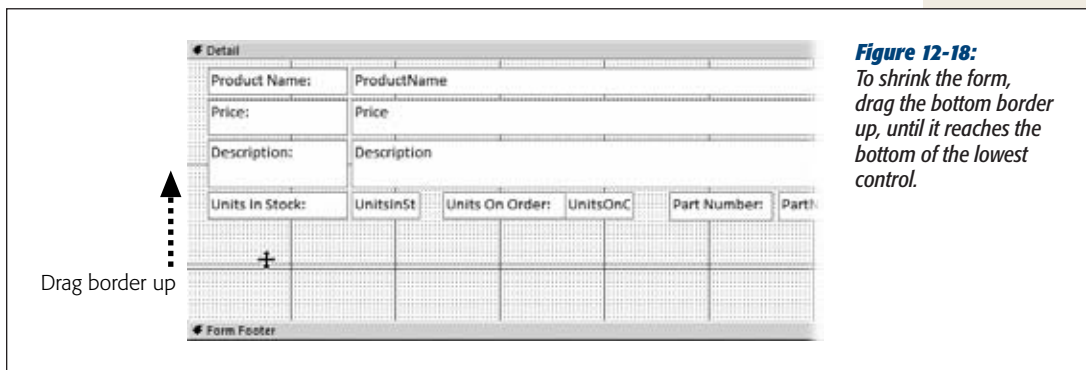 Detail
Product Name: ProductName
Price: Price
Description: Description
Units In Stock: UnitsInSt Units On Order: UnitsOnC Part Number: PartN
Drag border up
Form Footer
Figure 12-18:
To shrink the form,
drag the bottom border
up, until it reaches the
bottom of the lowest
control.